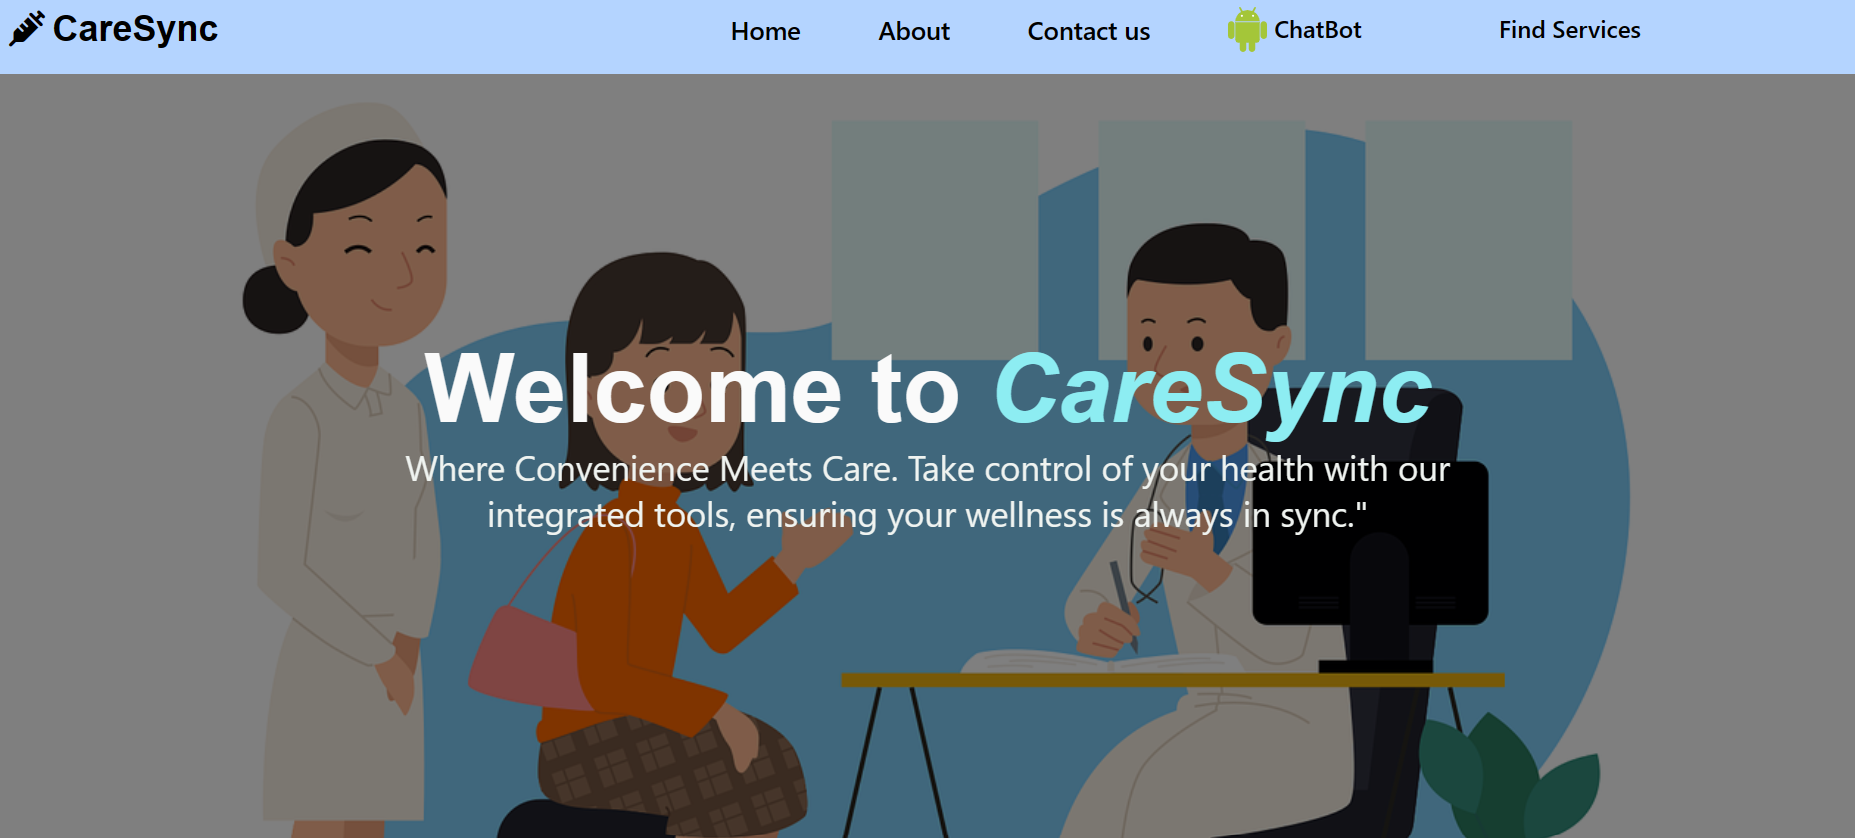 CareSync
Home About Contact us ChatBot Find Services
Welcome to CareSync
Where Convenience Meets Care. Take control of your health with our
integrated tools, ensuring your wellness is always in sync."